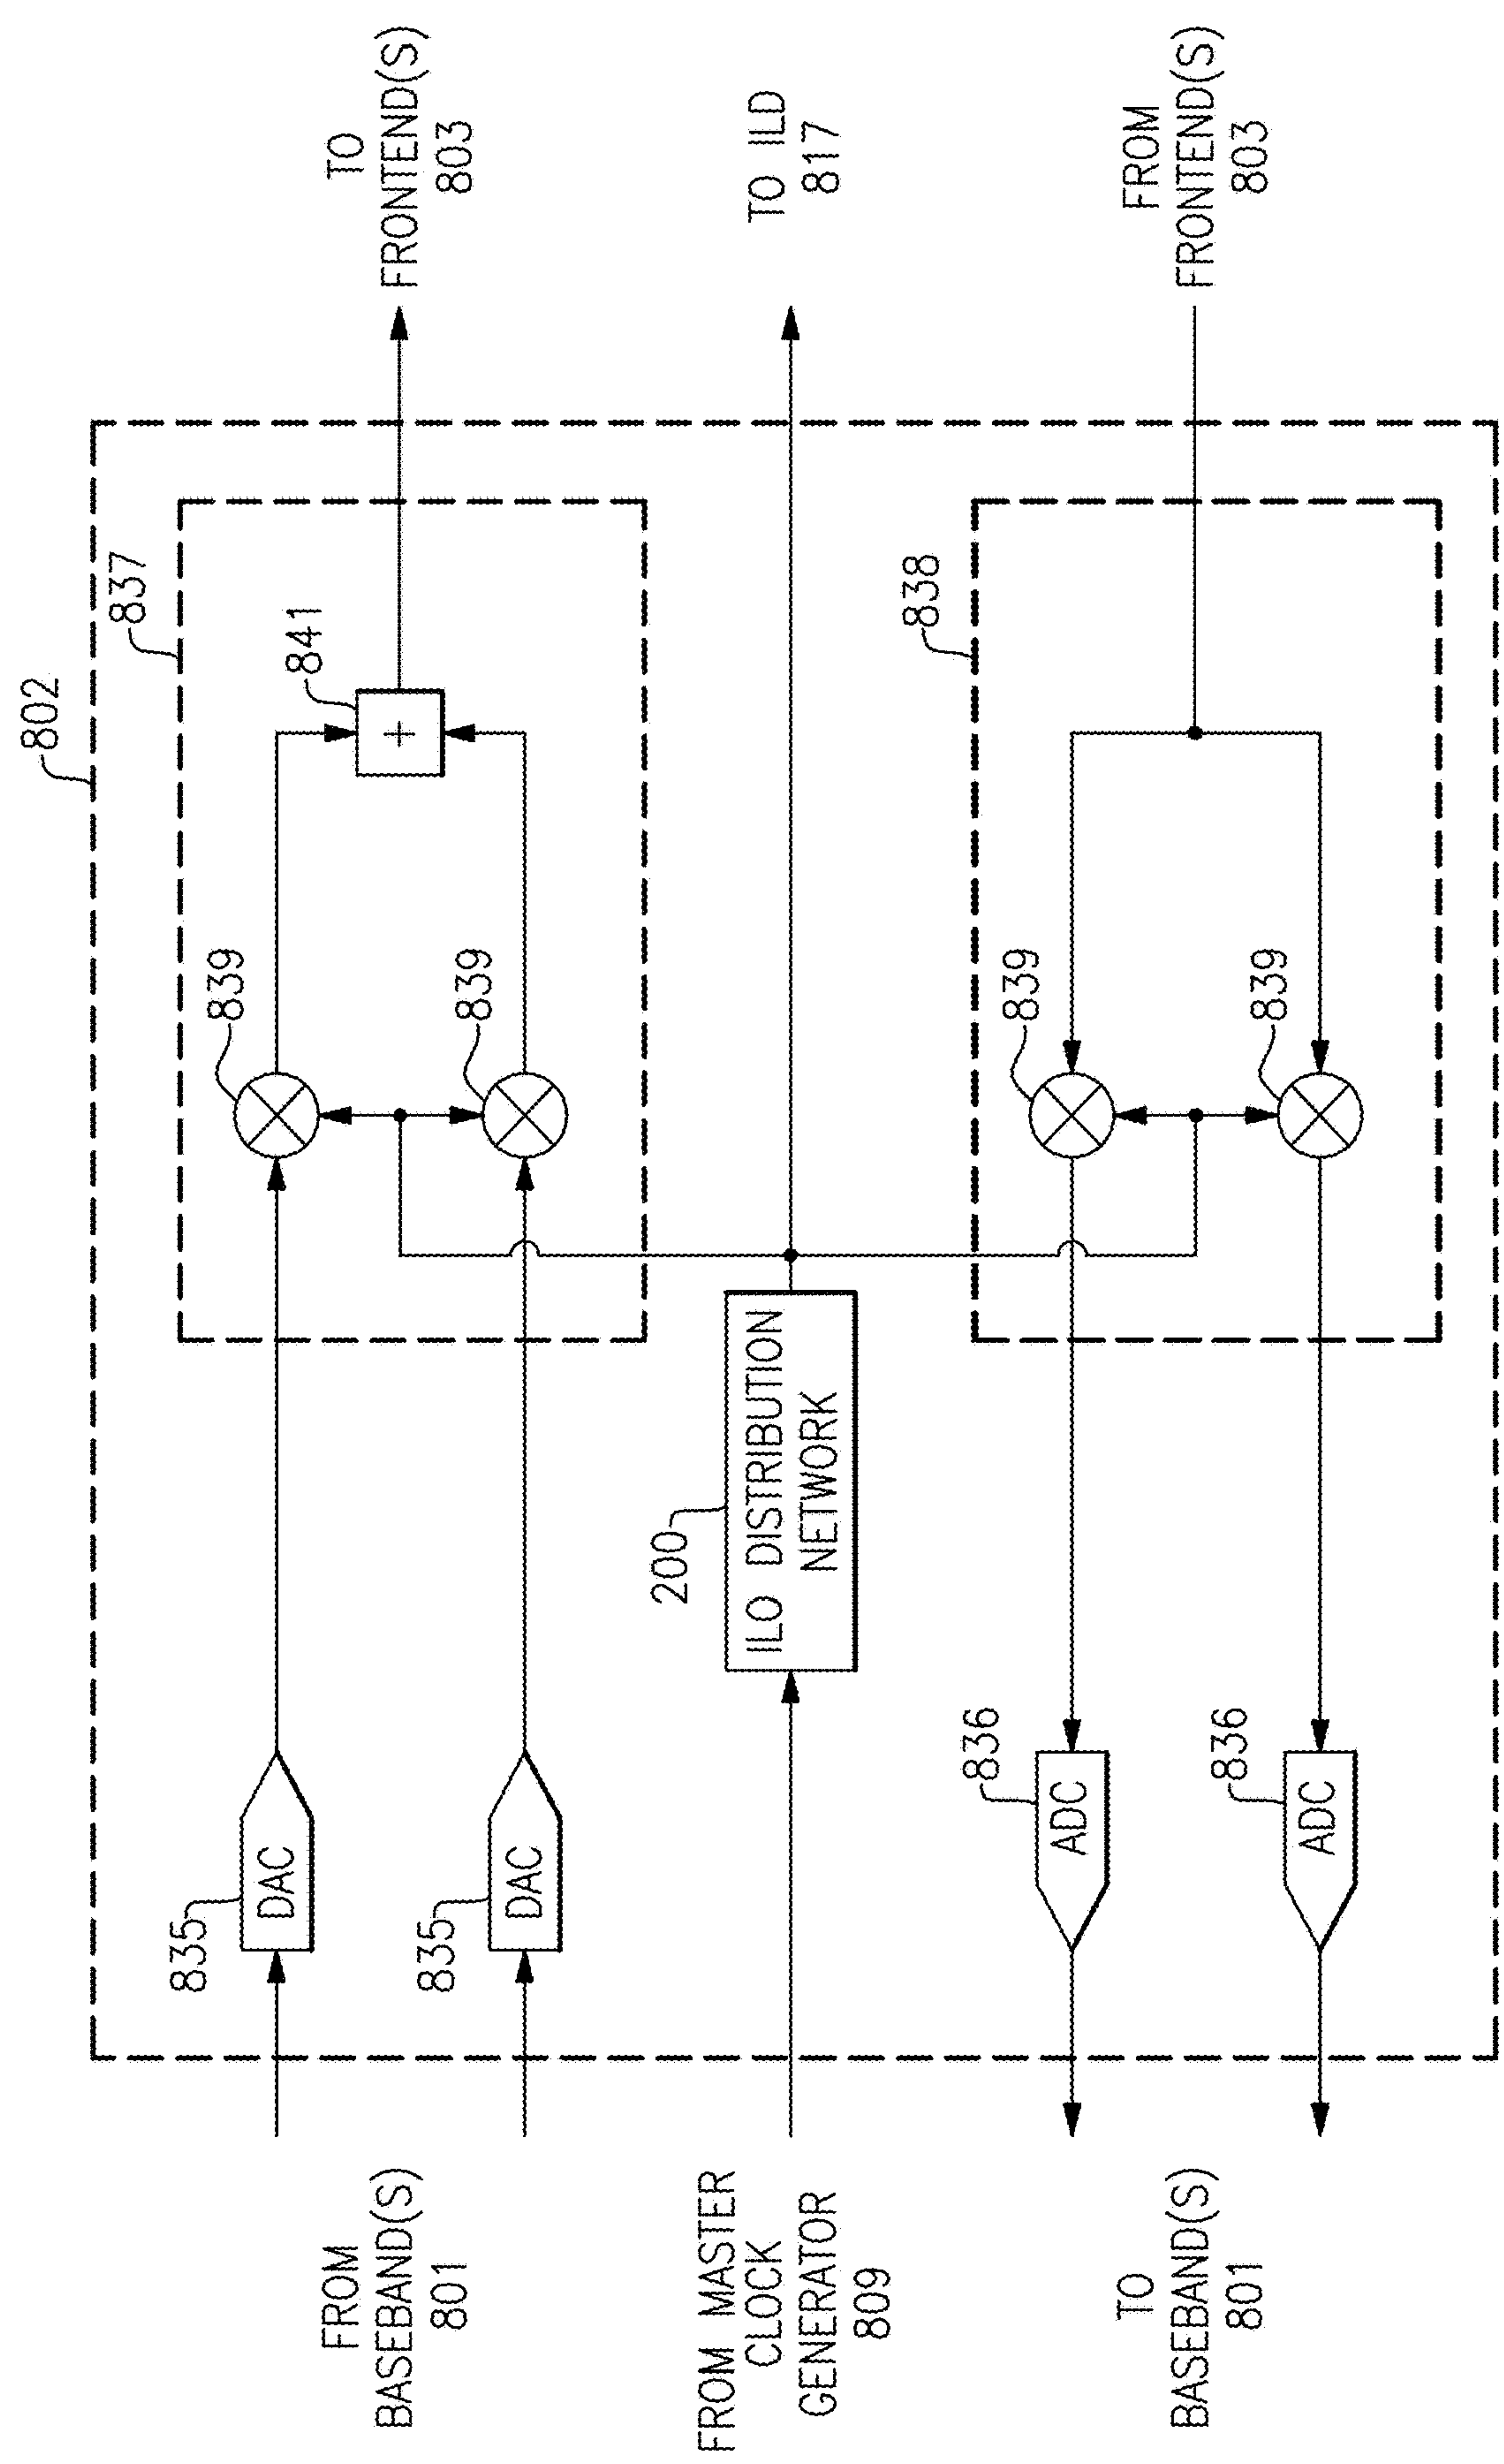 802
837
835
839
841
DAC
FROM
BASEBAND(S)
801
TO
FRONTEND(S)
803
835
839
DAC
200
FROM MASTER
CLOCK
GENERATOR
809
ILO DISTRIBUTION
NETWORK
TO ILD
817
838
836
839
ADC
TO
BASEBAND(S)
801
FROM
FRONTEND(S)
803
836
839
ADC